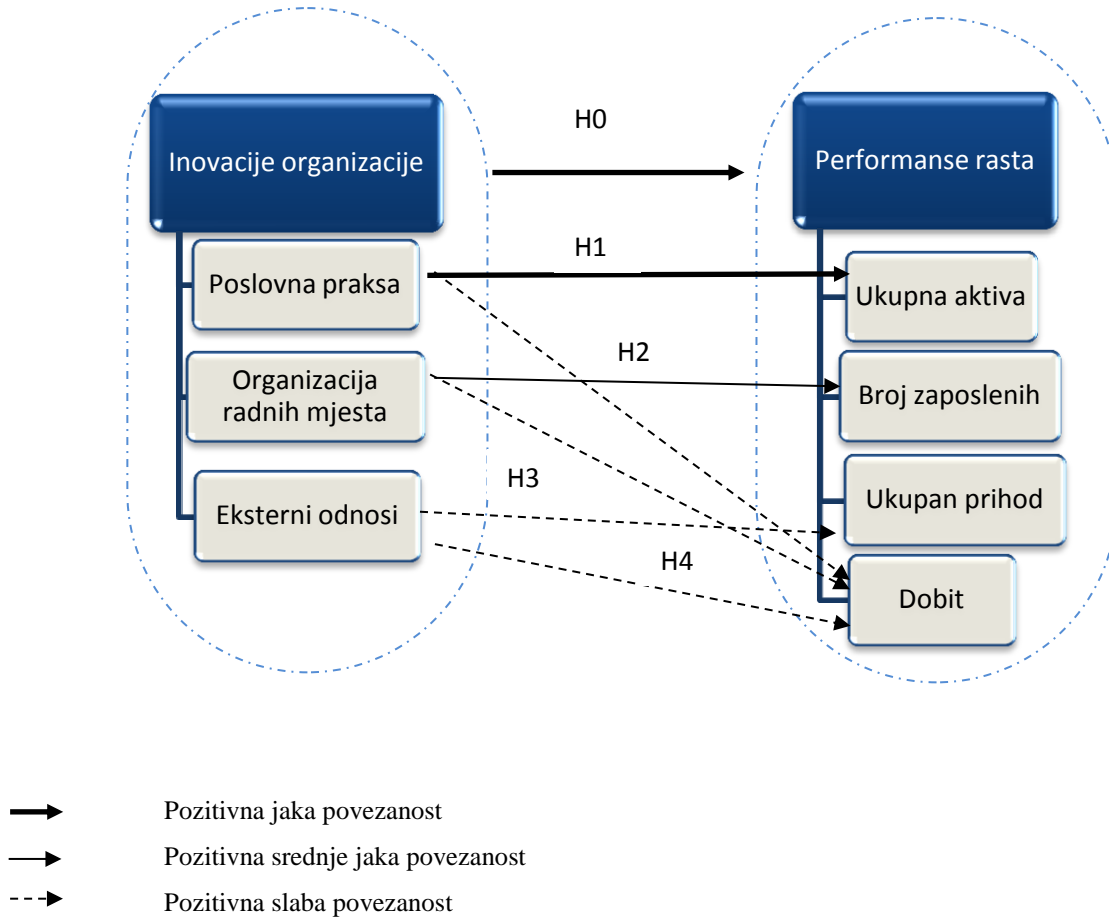 H0
Inovacije organizacije
Performanse rasta
H1
Poslovna praksa
Ukupna aktiva
H2
Organizacija
radnih mjesta
Broj zaposlenih
H3
Eksterni odnosi
Ukupan prihod
H4
Dobit
Pozitivna jaka povezanost
Pozitivna srednje jaka povezanost
Pozitivna slaba povezanost